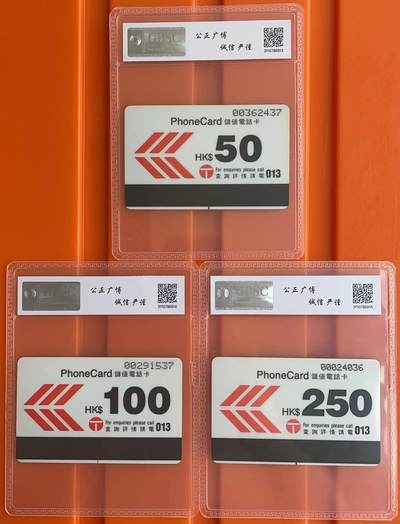 公正广博
诚信严谨
00362437
PhoneCard 儲值電話卡
HK$ 50
For enquiries please call
查詢詳情請電 013
公正广博
诚信严谨
公正广博
诚信严谨
00291537
PhoneCard 儲值電話卡
HK$ 100
For enquiries please call
查詢詳情請電 013
00024036
PhoneCard 儲值電話卡
HK$ 250
For enquiries please call
查詢詳情請電 013